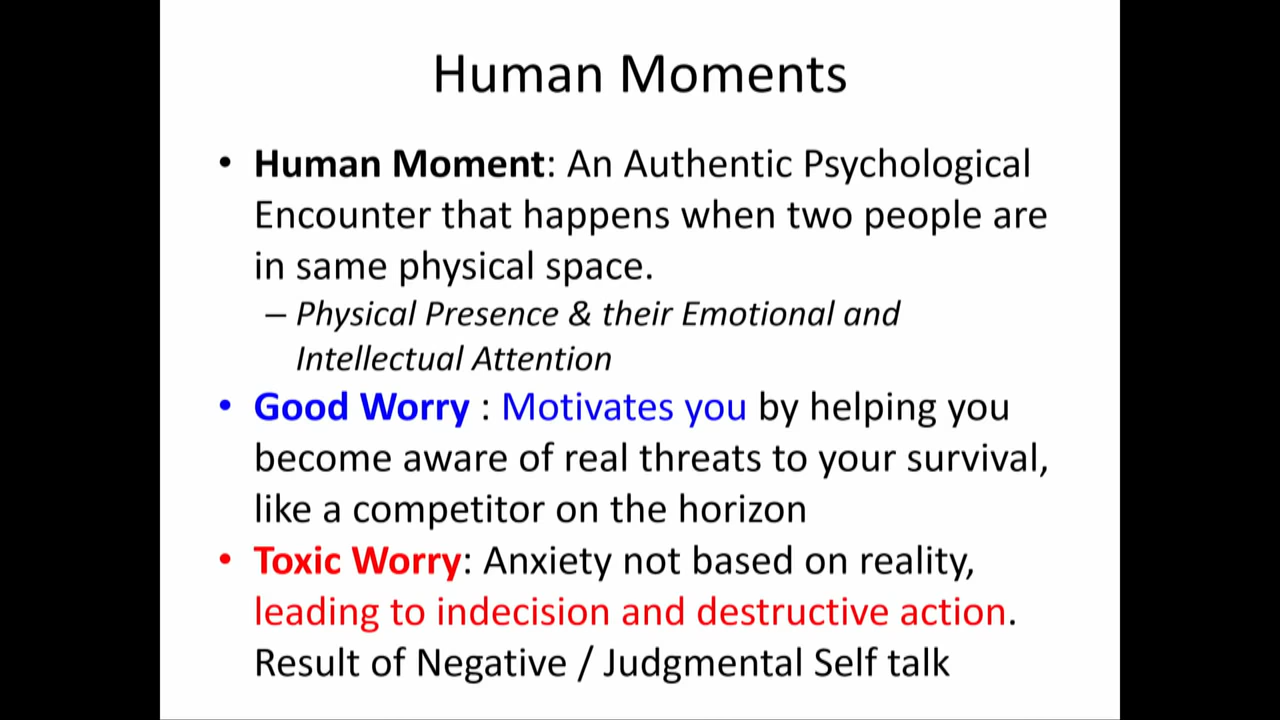 Human Moments
• Human Moment: An Authentic Psychological
Encounter that happens when two people are
in same physical space.
– Physical Presence & their Emotional and
Intellectual Attention
• Good Worry : Motivates you by helping you
become aware of real threats to your survival,
like a competitor on the horizon
• Toxic Worry: Anxiety not based on reality,
leading to indecision and destructive action.
Result of Negative / Judgmental Self talk